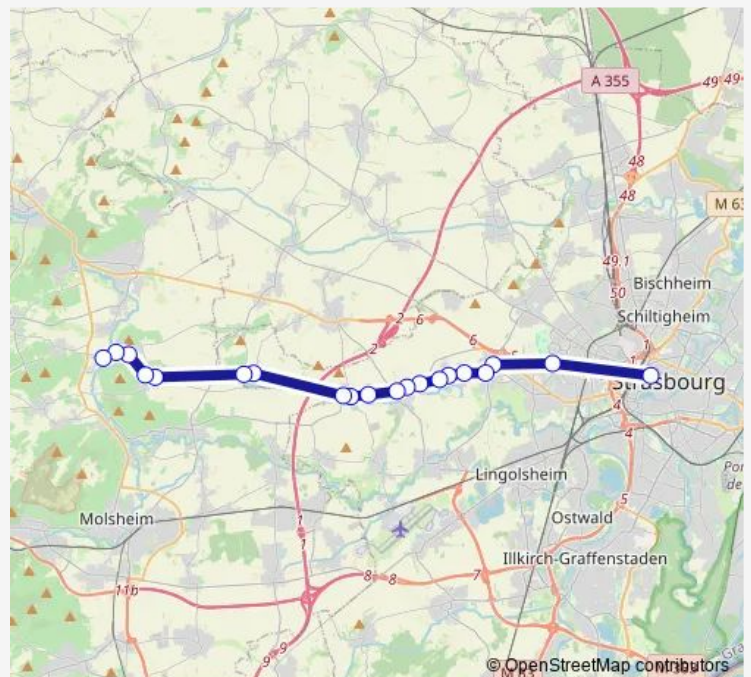 A 355
49
49
48
48
M 63
49.1
50
Bischheim
Schiltigheim
2
6
2
6
1
1
Strasbourg
4
4
Lingolsheim
Molsheim
Ostwald
5
1
1
Illkirch-Graffenstaden
11b
8
8
7
9
9
© OpenStreetMap contributors